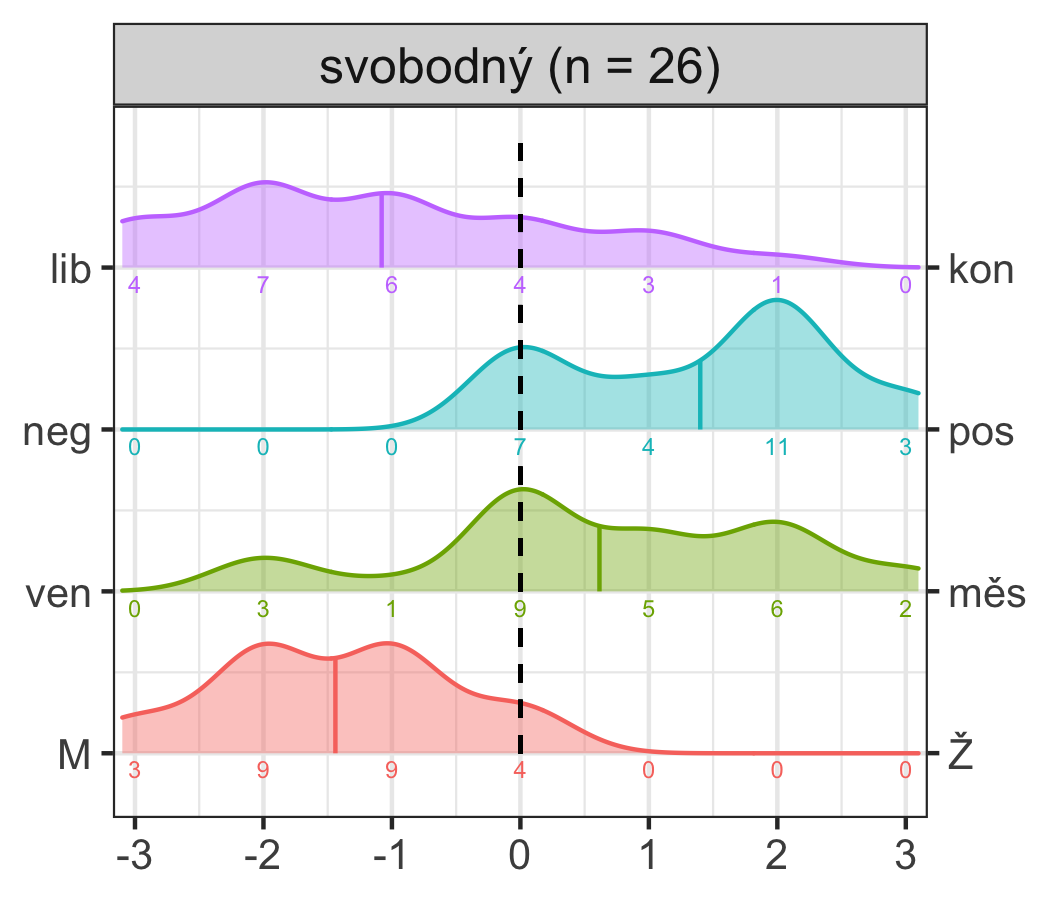 svobodný (n = 26)
lib kon
4 7 6 4 3 1 0
neg pos
0 0 0 7 4 11 3
ven měs
0 3 1 9 5 6 2
M Ž
3 9 9 4 0 0 0
-3 -2 -1 0 1 2 3